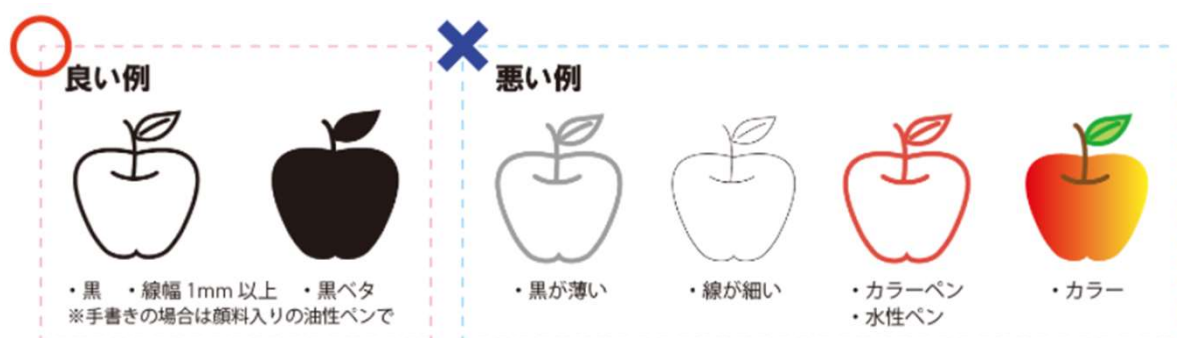 良い例
・黒　・線幅 1mm 以上　・黒ベタ
※手書きの場合は顔料入りの油性ペンで
悪い例
・黒が薄い
・線が細い
・カラーペン
・水性ペン
・カラー